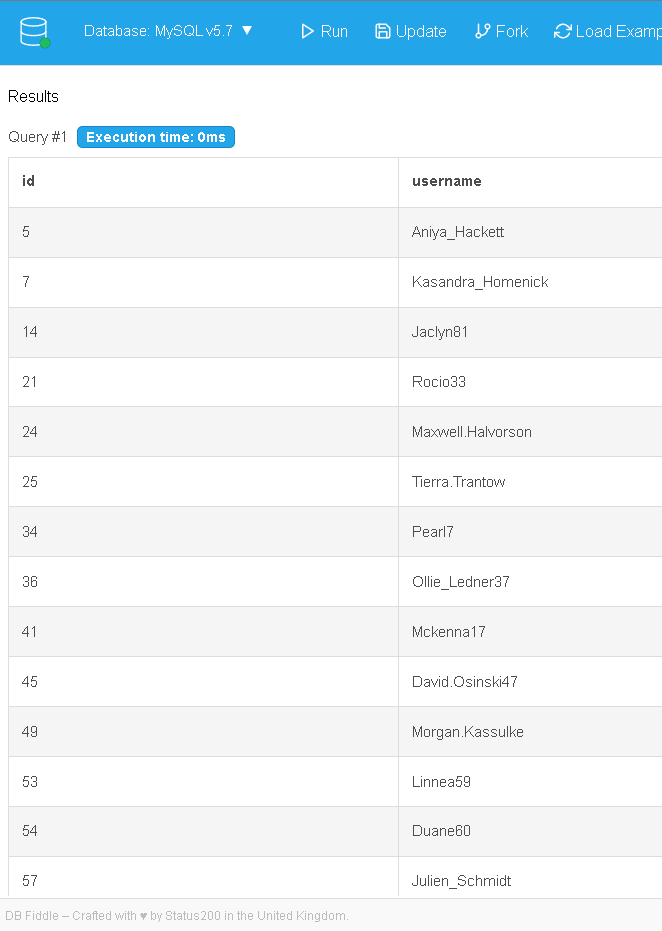 Database: MySQL v5.7 ▼ Run Update Fork Load Examp
Results
Query #1 Execution time: 0ms
id username
5 Aniya_Hackett
7 Kasandra_Homenick
14 Jaclyn81
21 Rocio33
24 Maxwell.Halvorson
25 Tierra.Trantow
34 Pearl7
36 Ollie_Ledner37
41 Mckenna17
45 David.Osinski47
49 Morgan.Kassulke
53 Linnea59
54 Duane60
57 Julien_Schmidt
DB Fiddle – Crafted with ♥ by Status200 in the United Kingdom.